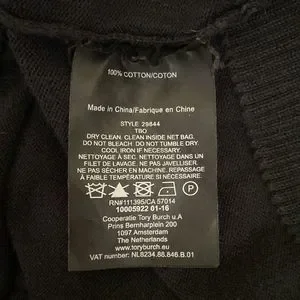 100% COTTON/COTON
Made in China/Fabrique en Chine
STYLE 29844
TBO
DRY CLEAN. CLEAN INSIDE NET BAG.
DO NOT BLEACH. DO NOT TUMBLE DRY.
COOL IRON IF NECESSARY.
NETTOYAGE À SEC. NETTOYAGE DANS UN
FILET DE LAVAGE. NE PAS JAVELLISER.
NE PAS SÉCHER EN MACHINE. REPASSAGE
À FAIBLE TEMPÉRATURE SI NÉCESSAIRE.
RN#111395/CA 57014
10005922 01-16
Cooperatie Tory Burch u.A
Prins Bernharplein 200
1097 Amsterdam
The Netherlands
www.toryburch.eu
VAT number: NL8234.88.846.B.01